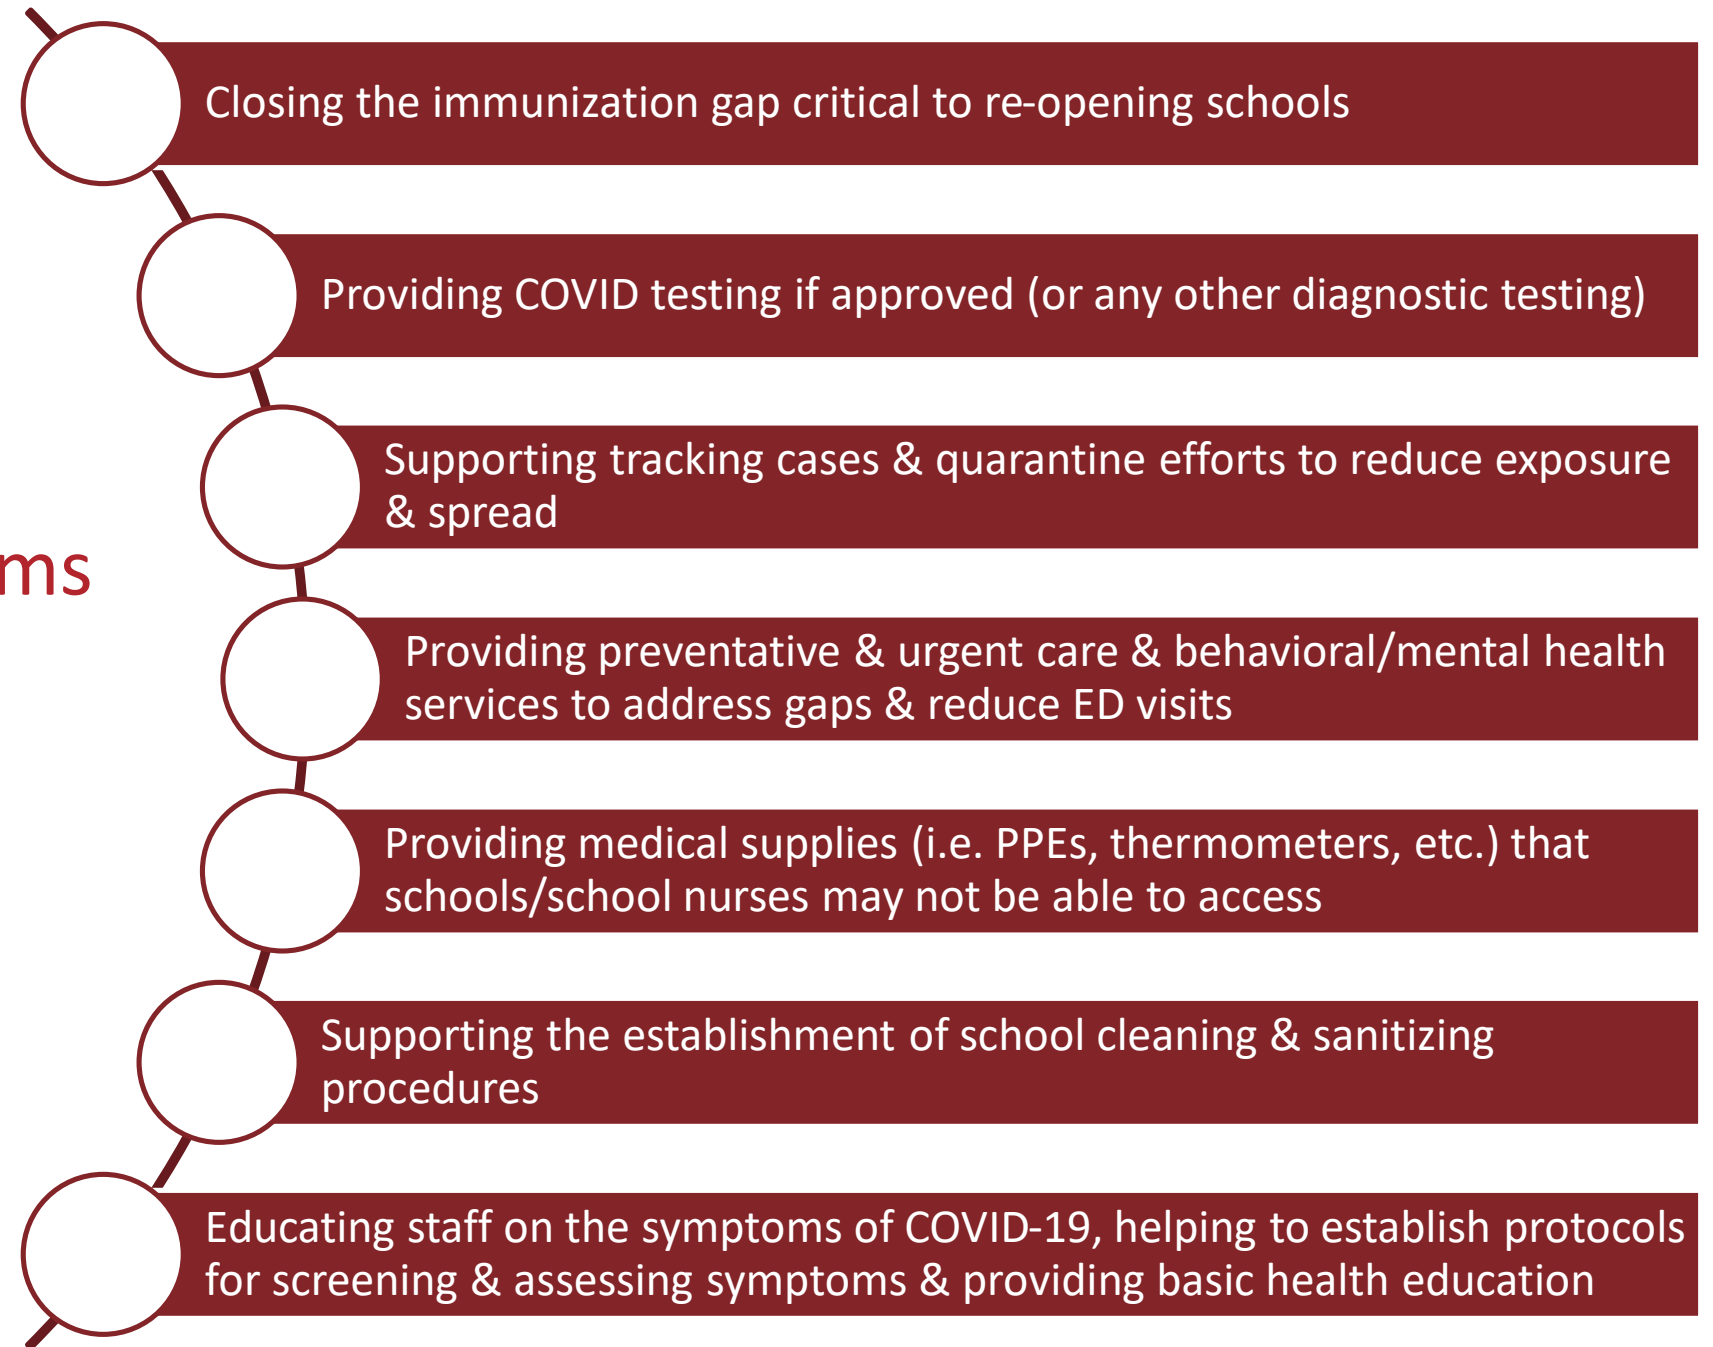 Closing the immunization gap critical to re-opening schools
Providing COVID testing if approved (or any other diagnostic testing)
Supporting tracking cases & quarantine efforts to reduce exposure
& spread
ms
Providing preventative & urgent care & behavioral/mental health
services to address gaps & reduce ED visits
Providing medical supplies (i.e. PPEs, thermometers, etc.) that
schools/school nurses may not be able to access
Supporting the establishment of school cleaning & sanitizing
procedures
Educating staff on the symptoms of COVID-19, helping to establish protocols
for screening & assessing symptoms & providing basic health education